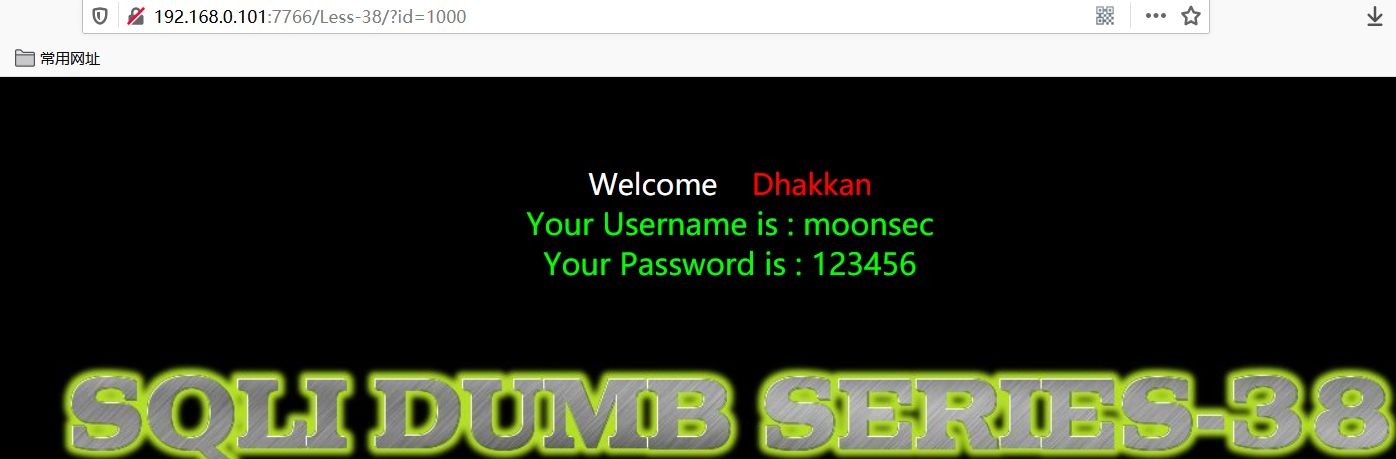 192.168.0.101:7766/Less-38/?id=1000
常用网址
Welcome Dhakkan
Your Username is : moonsec
Your Password is : 123456
SQLI DUMB SERIES-38